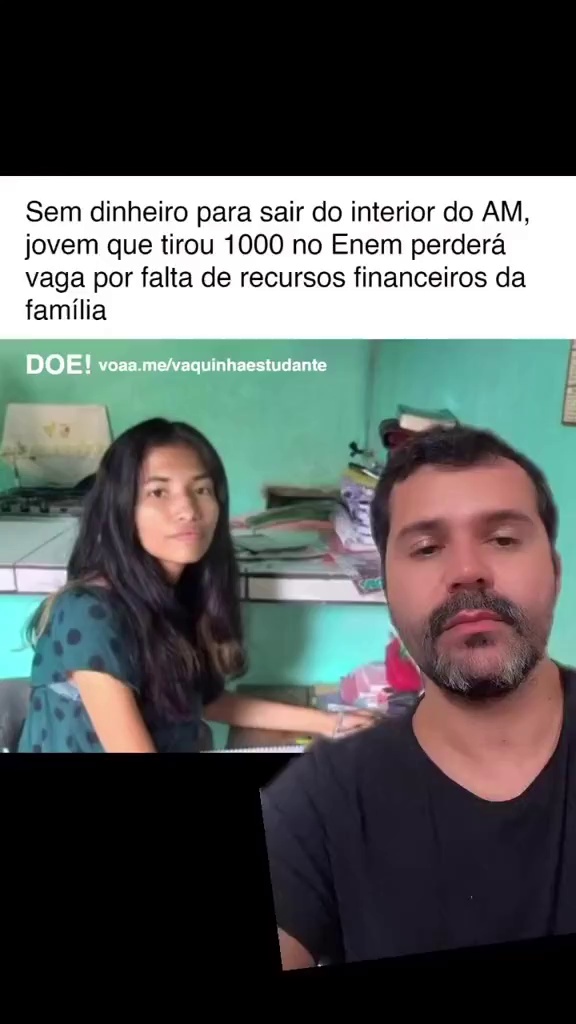 Sem dinheiro para sair do interior do AM,
jovem que tirou 1000 no Enem perderá
vaga por falta de recursos financeiros da
família
DOE! voaa.me/vaquinhaestudante